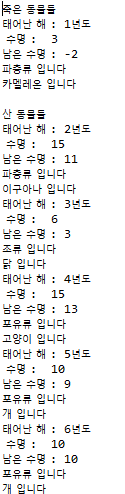 죽은 동물들
태어난 해 : 1년도
수명 : 3
남은 수명 : -2
파충류 입니다
카멜레온 입니다
산 동물들
태어난 해 : 2년도
수명 : 15
남은 수명 : 11
파충류 입니다
이구아나 입니다
태어난 해 : 3년도
수명 : 6
남은 수명 : 3
조류 입니다
닭 입니다
태어난 해 : 4년도
수명 : 15
남은 수명 : 13
포유류 입니다
고양이 입니다
태어난 해 : 5년도
수명 : 10
남은 수명 : 9
포유류 입니다
개 입니다
태어난 해 : 6년도
수명 : 10
남은 수명 : 10
포유류 입니다
개 입니다